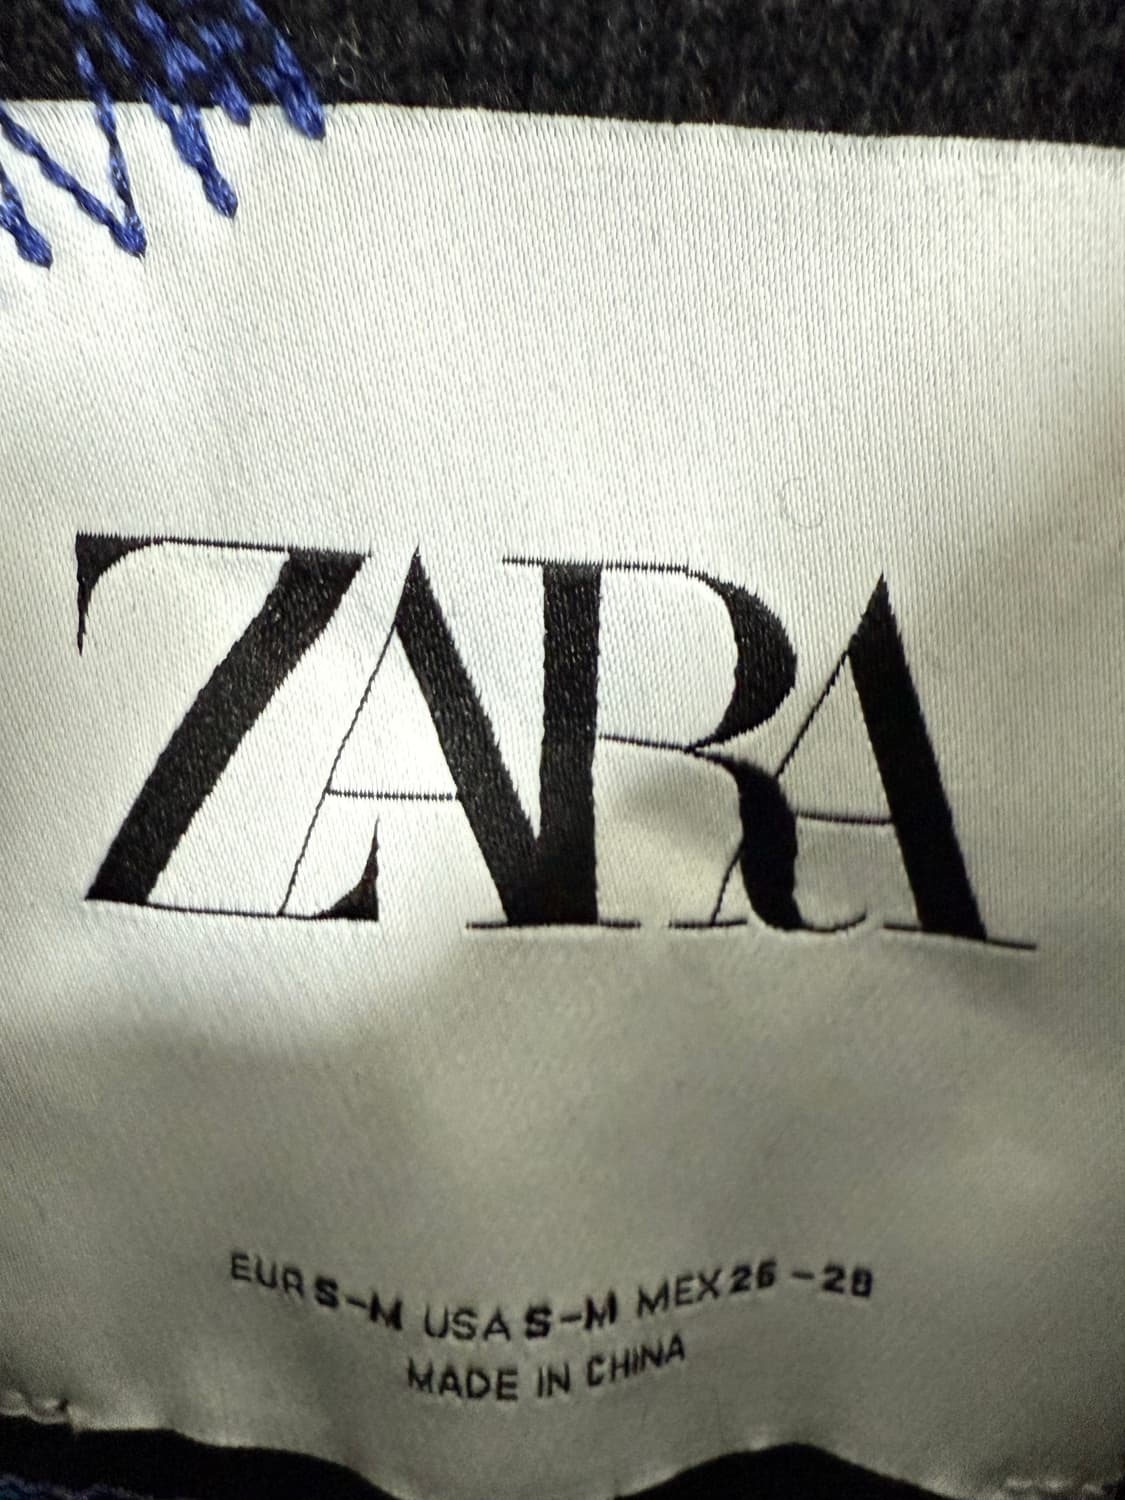 ZARA
EUR S-M USA S-M MEX 26 - 28
MADE IN CHINA